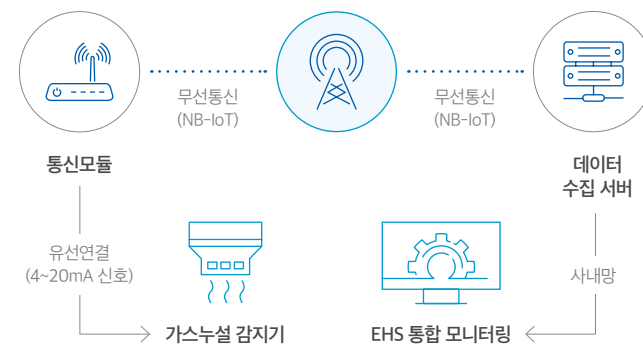 무선통신
(NB-IoT)
무선통신
(NB-IoT)
통신모듈
데이터
수집 서버
유선연결
(4~20mA 신호)
사내망
가스누설 감지기
EHS 통합 모니터링